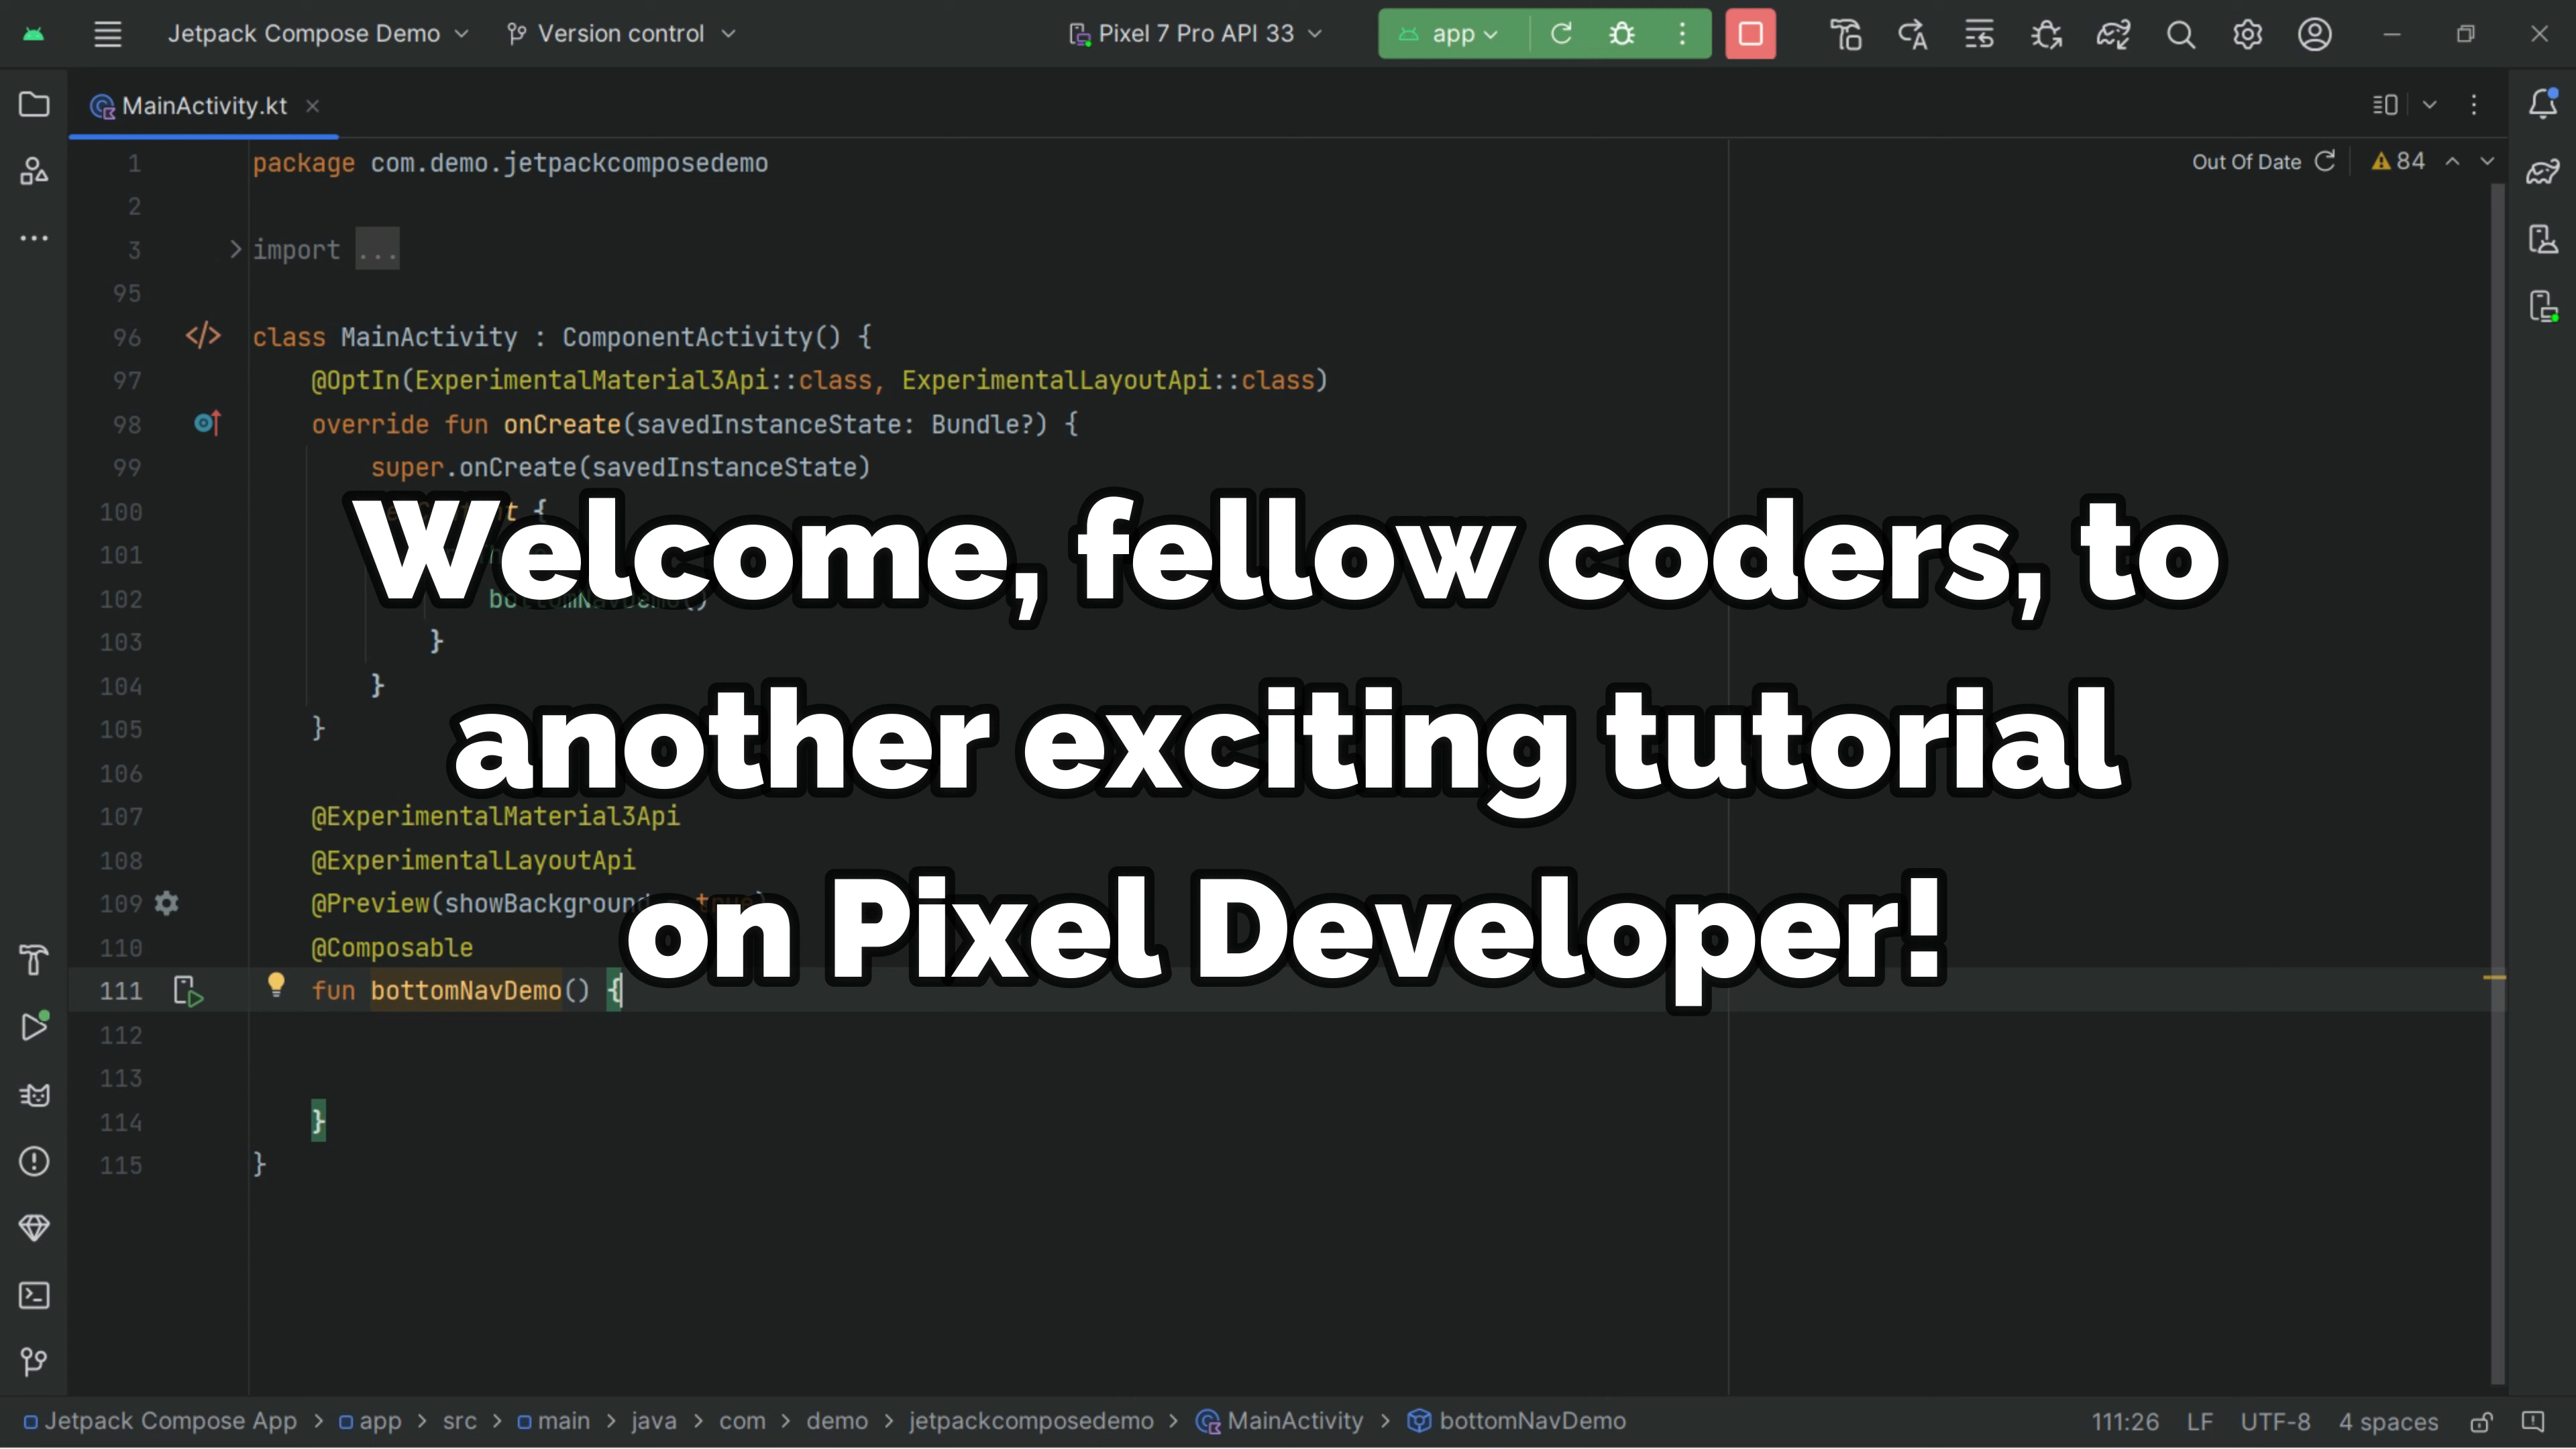 Jetpack Compose Demo Version control Pixel 7 Pro API 33 app
MainActivity.kt
Out Of Date 84
1 package com.demo.jetpackcomposedemo
2
3 import ...
95
96 class MainActivity : ComponentActivity() {
97 @OptIn(ExperimentalMaterial3Api::class, ExperimentalLayoutApi::class)
98 override fun onCreate(savedInstanceState: Bundle?) {
99 super.onCreate(savedInstanceState)
100 {
101
102 bottomNavDemo()
103 }
104 }
105 }
106
107 @ExperimentalMaterial3Api
108 @ExperimentalLayoutApi
109 @Preview(showBackground = true)
110 @Composable
111 fun bottomNavDemo() {
112
113
114 }
115 }
Welcome, fellow coders, to
another exciting tutorial
on Pixel Developer!
Jetpack Compose App > app > src > main > java > com > demo > jetpackcomposedemo > MainActivity > bottomNavDemo 111:26 LF UTF-8 4 spaces